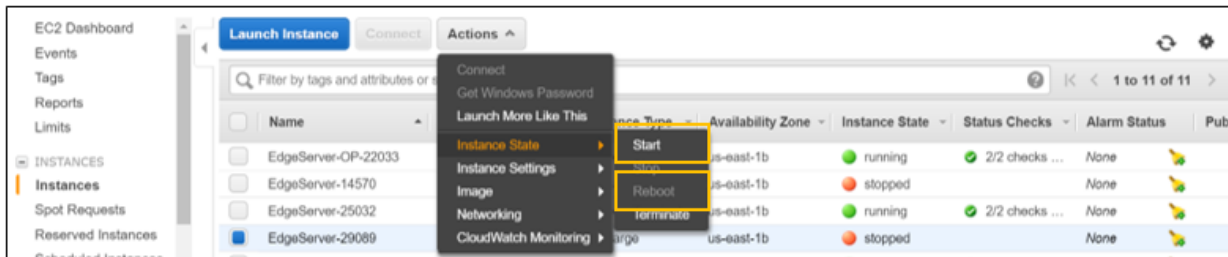 EC2 Dashboard
Events
Tags
Reports
Limits
INSTANCES
Instances
Spot Requests
Reserved Instances
Scheduled Instances
Launch Instance Connect Actions
Filter by tags and attributes or s
1 to 11 of 11
Connect
Get Windows Password
Launch More Like This
Instance State
Instance Settings
Image
Networking
CloudWatch Monitoring
Start
Stop
Reboot
Terminate
Name Type Availability Zone Instance State Status Checks Alarm Status Pub
EdgeServer-OP-22033 us-east-1b running 2/2 checks ... None
EdgeServer-14570 us-east-1b stopped None
EdgeServer-25032 us-east-1b running 2/2 checks ... None
EdgeServer-29089 arge us-east-1b stopped None